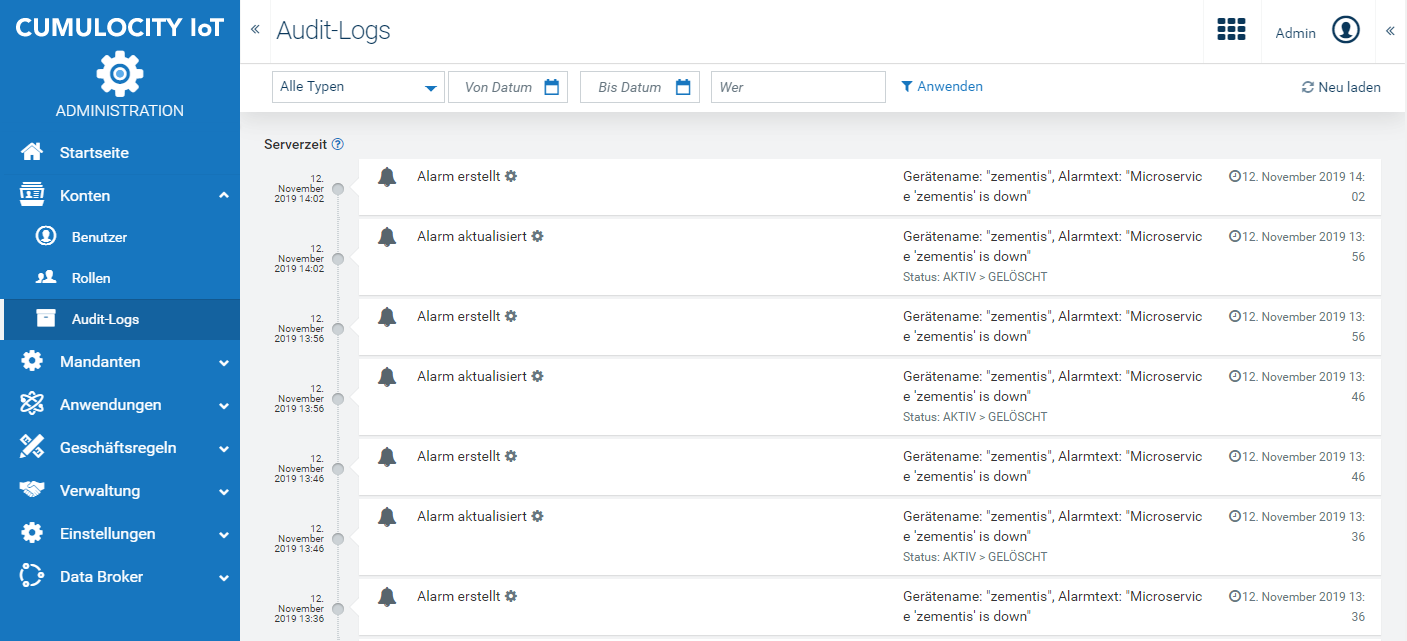 CUMULOCITY IoT
ADMINISTRATION
Startseite
Konten
Benutzer
Rollen
Audit-Logs
Mandanten
Anwendungen
Geschäftsregeln
Verwaltung
Einstellungen
Data Broker
« Audit-Logs
Admin «
Alle Typen Von Datum Bis Datum Wer Anwenden Neu laden
Serverzeit ?
12.
November
2019 14:02
Alarm erstellt
Gerätename: "zementis", Alarmtext: "Microservic
e 'zementis' is down"
12. November 2019 14:
02
12.
November
2019 14:02
Alarm aktualisiert
Gerätename: "zementis", Alarmtext: "Microservic
e 'zementis' is down"
Status: AKTIV > GELÖSCHT
12. November 2019 13:
56
12.
November
2019 13:56
Alarm erstellt
Gerätename: "zementis", Alarmtext: "Microservic
e 'zementis' is down"
12. November 2019 13:
56
12.
November
2019 13:56
Alarm aktualisiert
Gerätename: "zementis", Alarmtext: "Microservic
e 'zementis' is down"
Status: AKTIV > GELÖSCHT
12. November 2019 13:
46
12.
November
2019 13:46
Alarm erstellt
Gerätename: "zementis", Alarmtext: "Microservic
e 'zementis' is down"
12. November 2019 13:
46
12.
November
2019 13:46
Alarm aktualisiert
Gerätename: "zementis", Alarmtext: "Microservic
e 'zementis' is down"
Status: AKTIV > GELÖSCHT
12. November 2019 13:
36
12.
November
2019 13:36
Alarm erstellt
Gerätename: "zementis", Alarmtext: "Microservic
e 'zementis' is down"
12. November 2019 13:
36